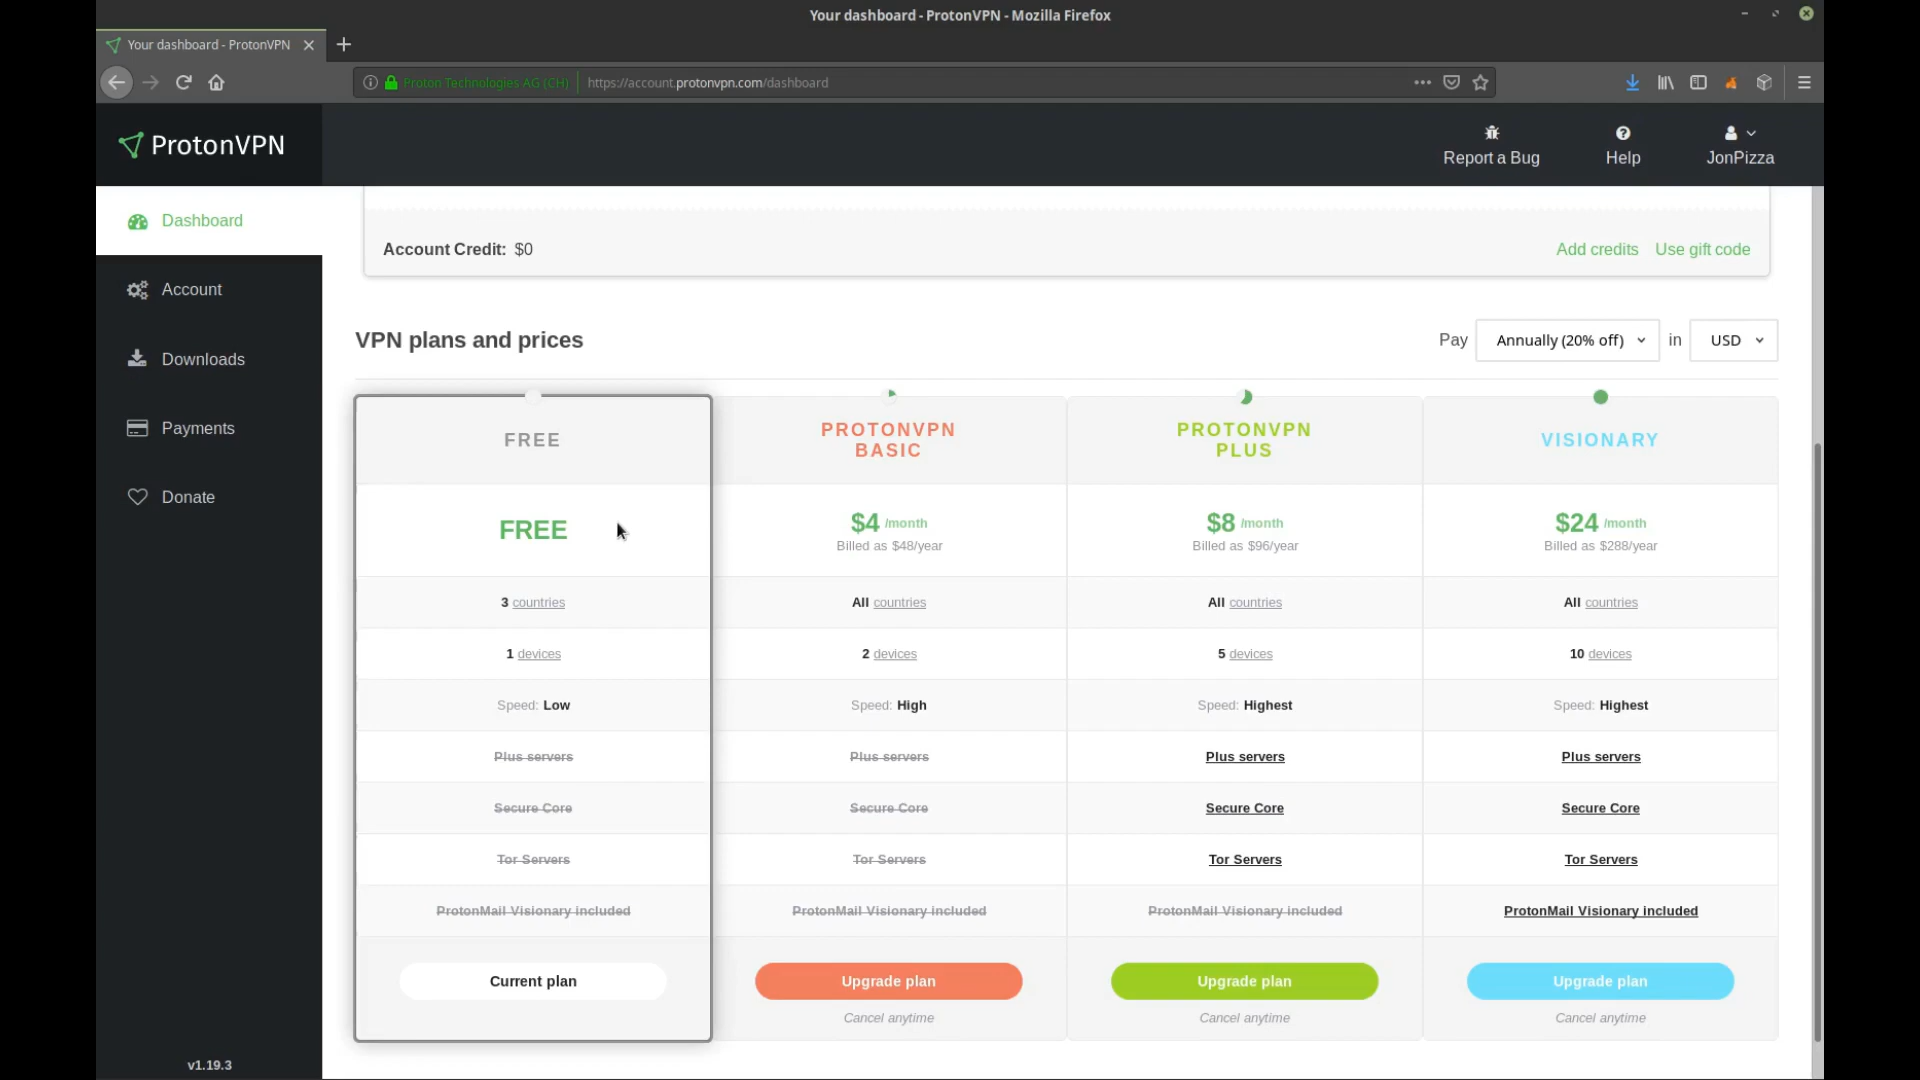 Your dashboard - ProtonVPN - Mozilla Firefox
Your dashboard - ProtonVPN
Proton Technologies AG (CH) https://account.protonvpn.com/dashboard
ProtonVPN
Report a Bug
Help
JonPizza
Dashboard
Account
Downloads
Payments
Donate
v1.19.3
Account Credit: $0
Add credits Use gift code
VPN plans and prices
Pay Annually (20% off) in USD
FREE
FREE
3 countries
1 devices
Speed: Low
Plus servers
Secure Core
Tor Servers
ProtonMail Visionary included
Current plan
PROTONVPN
BASIC
$4 /month
Billed as $48/year
All countries
2 devices
Speed: High
Plus servers
Secure Core
Tor Servers
ProtonMail Visionary included
Upgrade plan
Cancel anytime
PROTONVPN
PLUS
$8 /month
Billed as $96/year
All countries
5 devices
Speed: Highest
Plus servers
Secure Core
Tor Servers
ProtonMail Visionary included
Upgrade plan
Cancel anytime
VISIONARY
$24 /month
Billed as $288/year
All countries
10 devices
Speed: Highest
Plus servers
Secure Core
Tor Servers
ProtonMail Visionary included
Upgrade plan
Cancel anytime